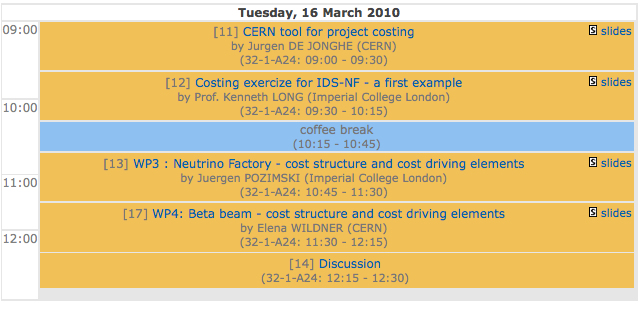 Tuesday, 16 March 2010
09:00
[11] CERN tool for project costing
slides
by Jurgen DE JONGHE (CERN)
(32-1-A24: 09:00 - 09:30)
[12] Costing exercize for IDS-NF - a first example
slides
by Prof. Kenneth LONG (Imperial College London)
10:00
(32-1-A24: 09:30 - 10:15)
coffee break
(10:15 - 10:45)
[13] WP3 : Neutrino Factory - cost structure and cost driving elements
slides
by Juergen POZIMSKI (Imperial College London)
11:00
(32-1-A24: 10:45 - 11:30)
[17] WP4: Beta beam - cost structure and cost driving elements
slides
by Elena WILDNER (CERN)
12:00
(32-1-A24: 11:30 - 12:15)
[14] Discussion
(32-1-A24: 12:15 - 12:30)